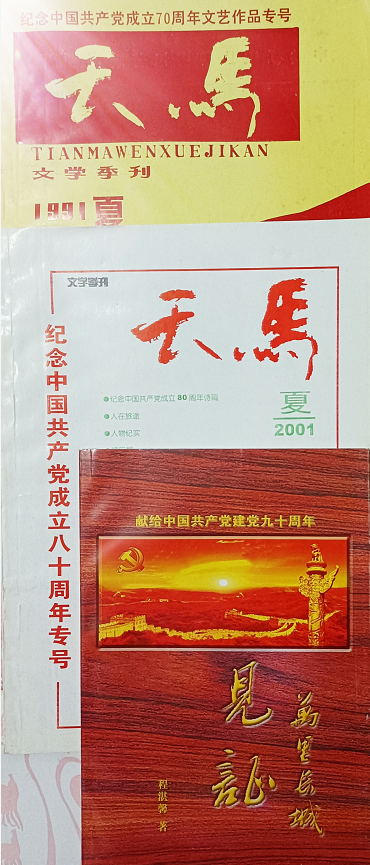 纪念中国共产党成立70周年文艺作品专号
天馬
TIANMAWENXUEJIKAN
文学季刊
1991夏
文学季刊
天馬
纪念中国共产党成立八十周年专号
●纪念中国共产党成立80周年诗篇
●人在旅途
●人物纪实
夏
2001
献给中国共产党建党九十周年
見証
萬里長城
程湛馨 著